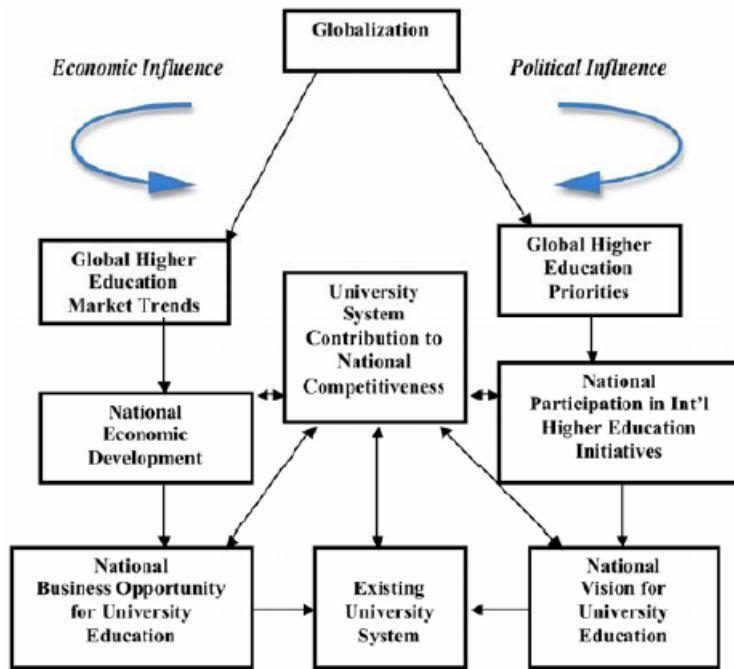 Globalization
Economic Influence
Political Influence
Global Higher
Education
Market Trends
Global Higher
Education
Priorities
University
System
Contribution to
National
Competitiveness
National
Economic
Development
National
Participation in Int'l
Higher Education
Initiatives
National
Business Opportunity
for University
Education
Existing
University
System
National
Vision for
University
Education